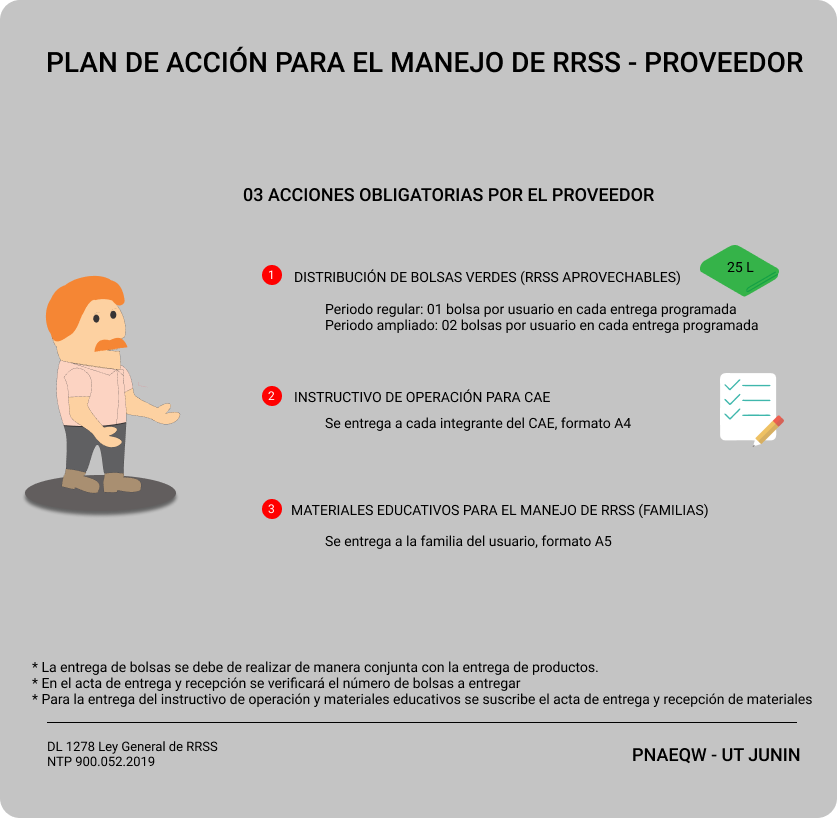 PLAN DE ACCIÓN PARA EL MANEJO DE RRSS - PROVEEDOR
03 ACCIONES OBLIGATORIAS POR EL PROVEEDOR
1 DISTRIBUCIÓN DE BOLSAS VERDES (RRSS APROVECHABLES) 25 L
Periodo regular: 01 bolsa por usuario en cada entrega programada
Periodo ampliado: 02 bolsas por usuario en cada entrega programada
2 INSTRUCTIVO DE OPERACIÓN PARA CAE
Se entrega a cada integrante del CAE, formato A4
3 MATERIALES EDUCATIVOS PARA EL MANEJO DE RRSS (FAMILIAS)
Se entrega a la familia del usuario, formato A5
* La entrega de bolsas se debe de realizar de manera conjunta con la entrega de productos.
* En el acta de entrega y recepción se verificará el número de bolsas a entregar
* Para la entrega del instructivo de operación y materiales educativos se suscribe el acta de entrega y recepción de materiales
DL 1278 Ley General de RRSS
NTP 900.052.2019
PNAEQW - UT JUNIN